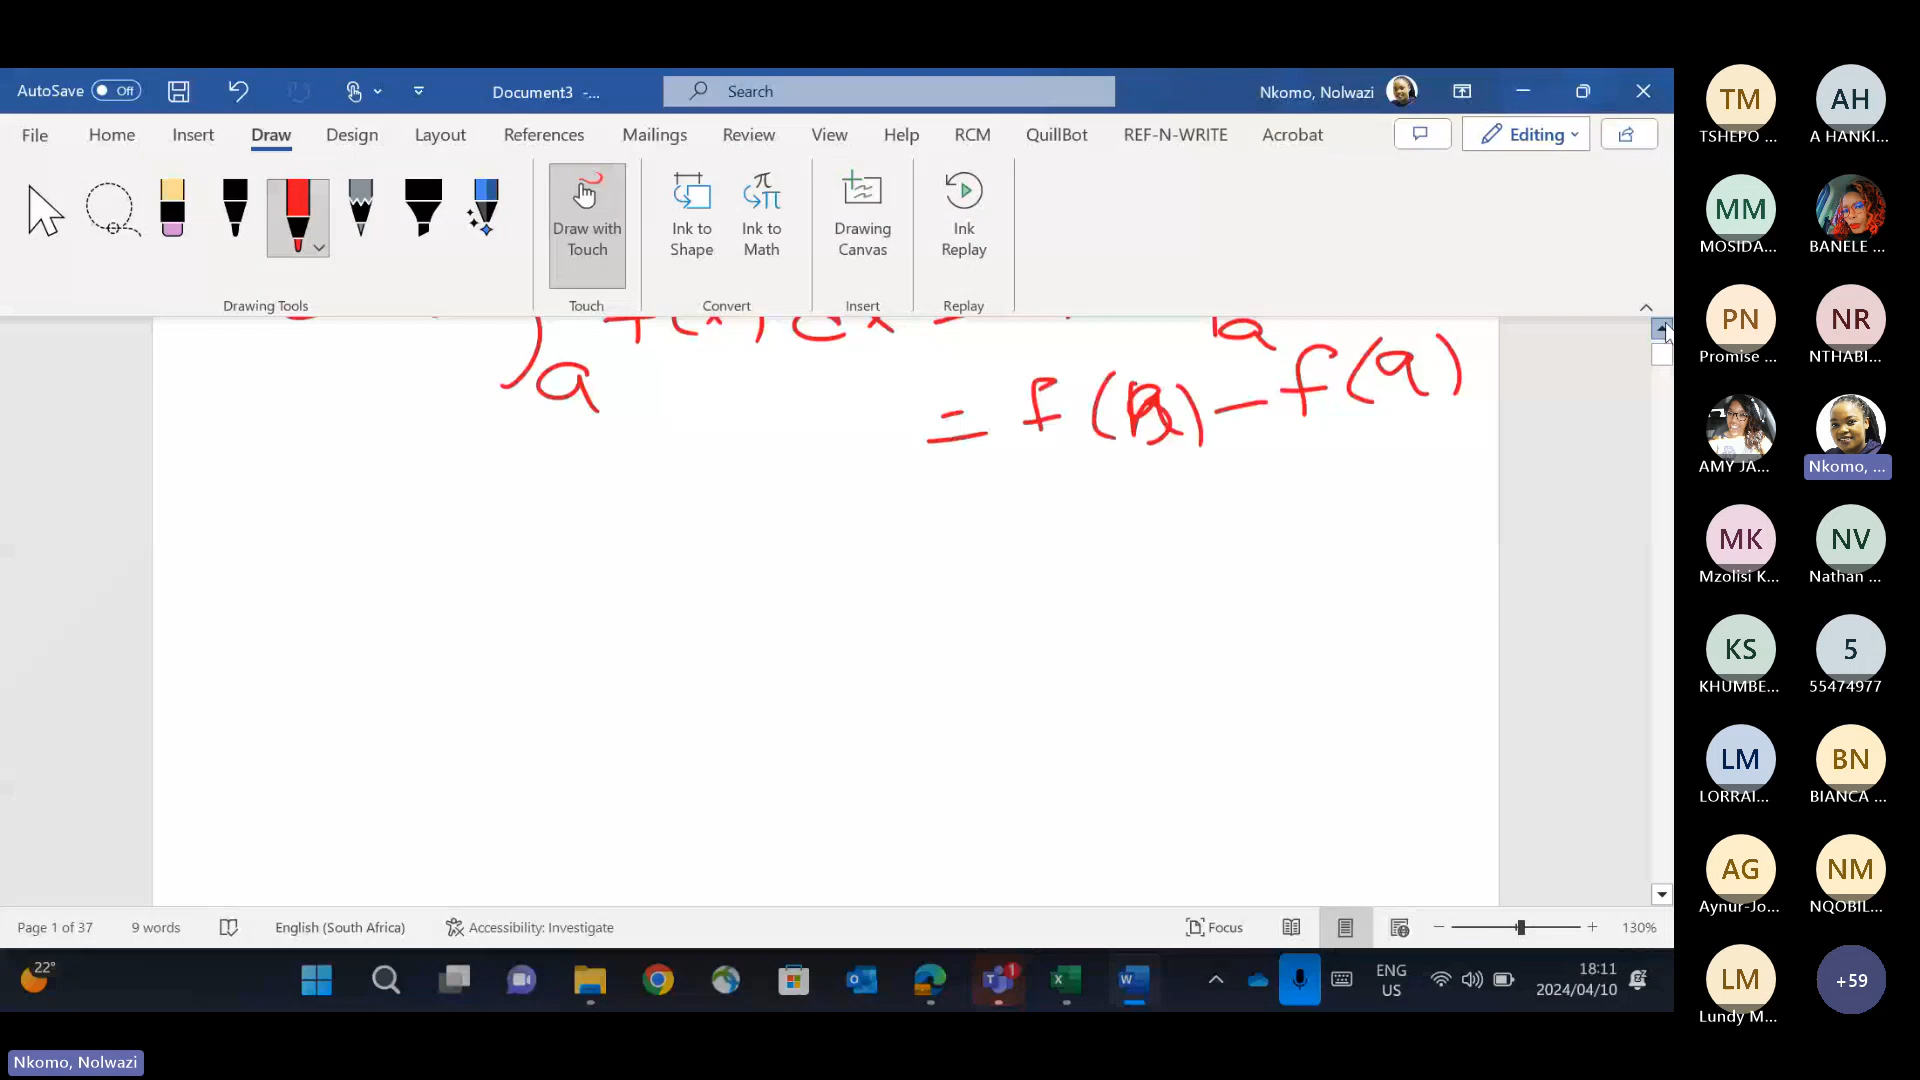 AutoSave Off Document3 -... Search Nkomo, Nolwazi
File Home Insert Draw Design Layout References Mailings Review View Help RCM QuillBot REF-N-WRITE Acrobat Editing
Draw with Touch
Ink to Shape
Ink to Math
Drawing Canvas
Ink Replay
Drawing Tools Touch Convert Insert Replay
a
= f(b) - f(a)
Page 1 of 37 9 words English (South Africa) Accessibility: Investigate Focus 130%
22° 1 ENG US 18:11 2024/04/10
Nkomo, Nolwazi
TM AH
TSHEPO ... A HANKI...
MM
MOSIDA... BANELE ...
PN NR
Promise ... NTHABI...
AMY JA... Nkomo, ...
MK NV
Mzolisi K... Nathan ...
KS 5
KHUMBE... 55474977
LM BN
LORRAI... BIANCA ...
AG NM
Aynur-Jo... NQOBIL...
LM +59
Lundy M...